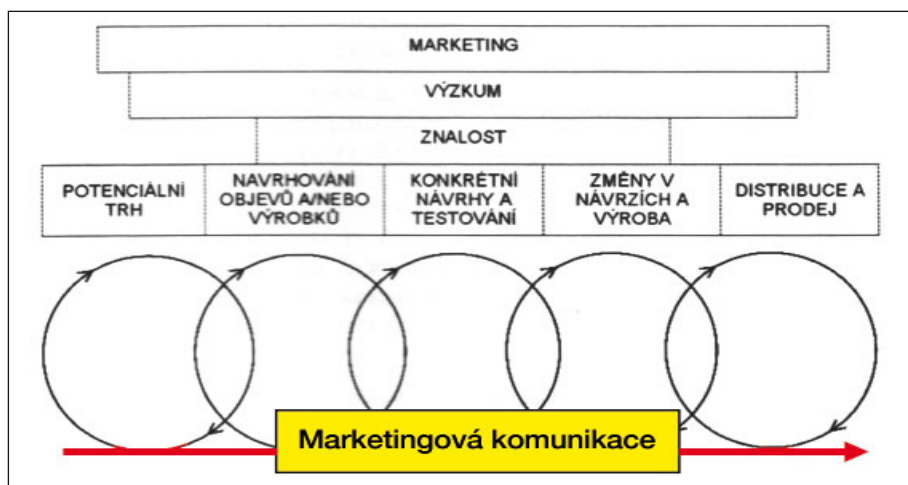 MARKETING
VÝZKUM
ZNALOST
POTENCIÁLNÍ
TRH
NAVRHOVÁNÍ
OBJEVŮ A/NEBO
VÝROBKŮ
KONKRÉTNÍ
NÁVRHY A
TESTOVÁNÍ
ZMĚNY V
NÁVRZÍCH A
VÝROBA
DISTRIBUCE A
PRODEJ
Marketingová komunikace